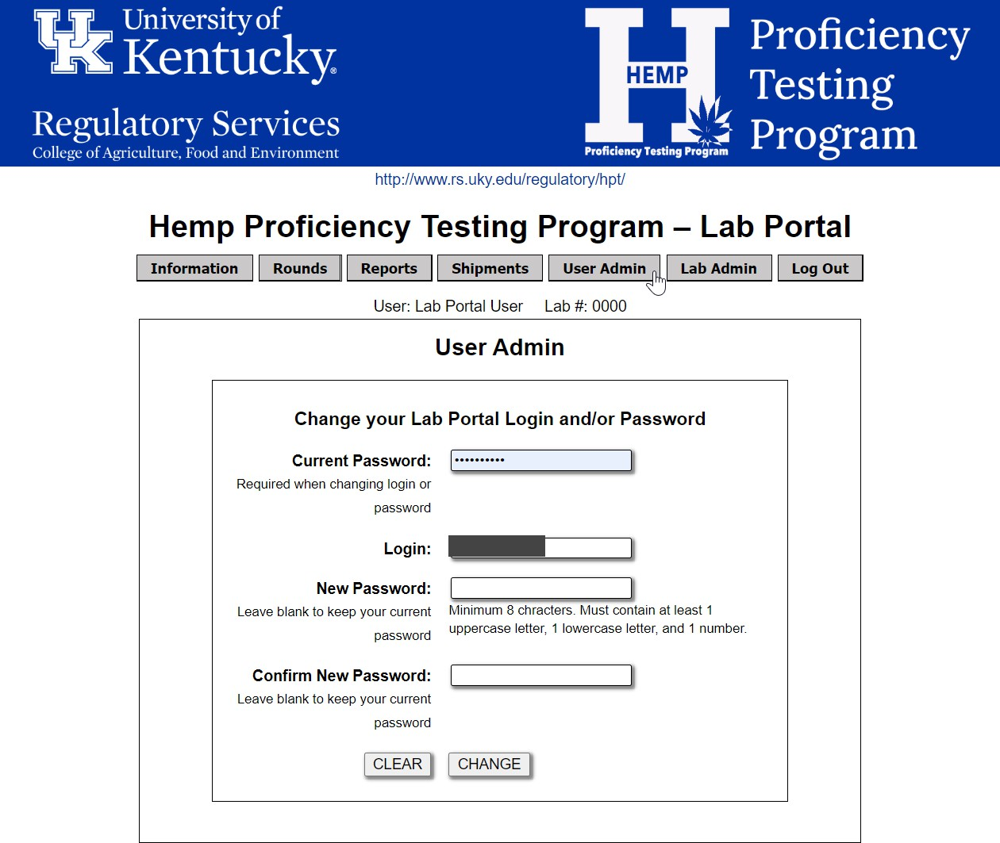 UK
University of
Kentucky®
Regulatory Services
College of Agriculture, Food and Environment
HEMP
Proficiency Testing Program
Proficiency
Testing
Program
http://www.rs.uky.edu/regulatory/hpt/
Hemp Proficiency Testing Program – Lab Portal
Information Rounds Reports Shipments User Admin Lab Admin Log Out
User: Lab Portal User Lab #: 0000
User Admin
Change your Lab Portal Login and/or Password
Current Password: ••••••••••
Required when changing login or
password
Login:
New Password:
Leave blank to keep your current
password
Minimum 8 chracters. Must contain at least 1
uppercase letter, 1 lowercase letter, and 1 number.
Confirm New Password:
Leave blank to keep your current
password
CLEAR CHANGE